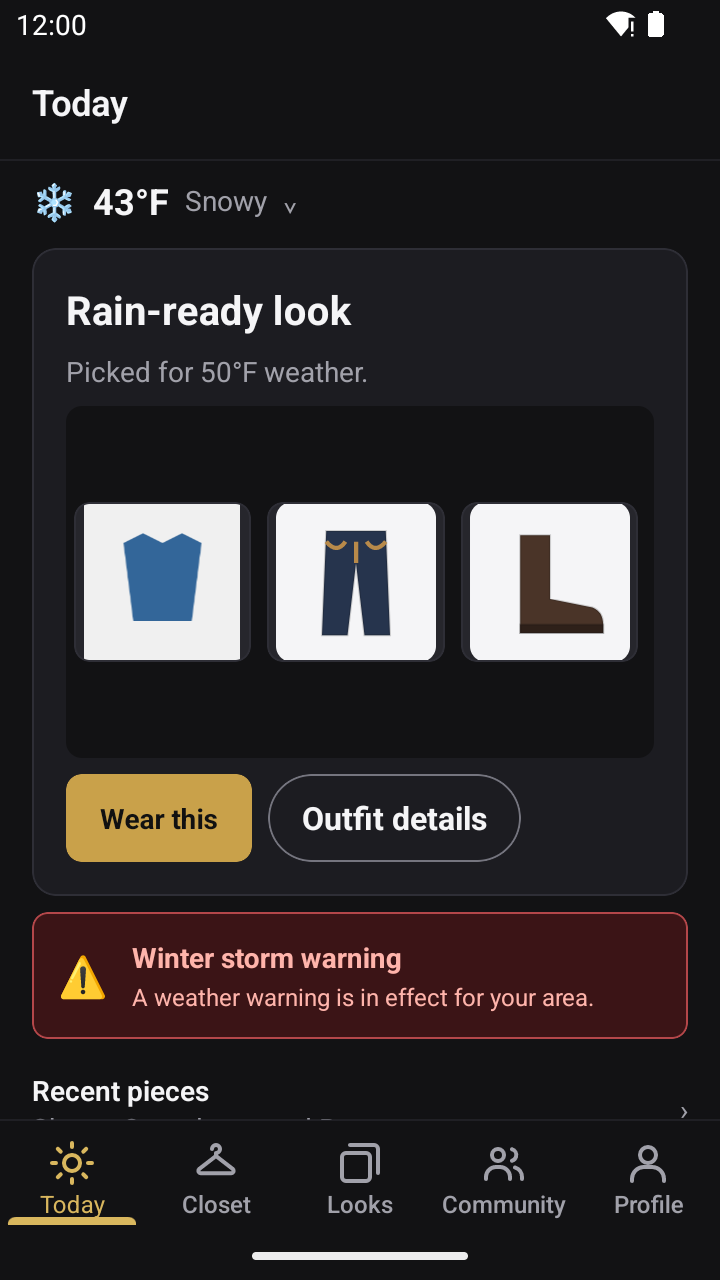 12:00
Today
43°F Snowy
Rain-ready look
Picked for 50°F weather.
Wear this
Outfit details
Winter storm warning
A weather warning is in effect for your area.
Recent pieces
Today
Closet
Looks
Community
Profile